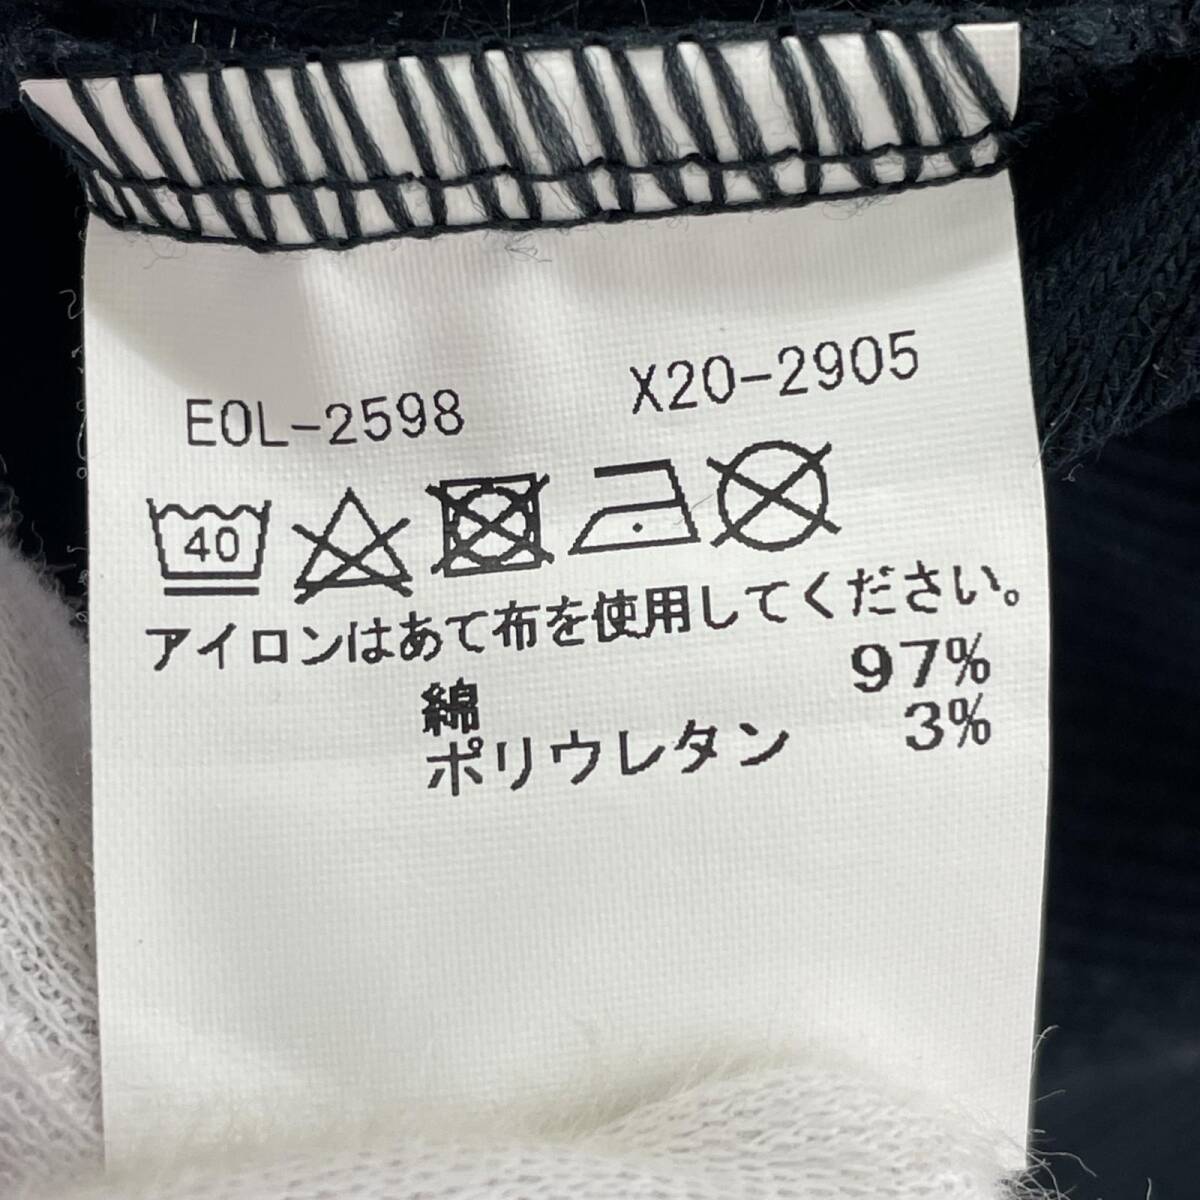 EOL-2598 X20-2905
40
アイロンはあて布を使用してください。
綿 97%
ポリウレタン 3%